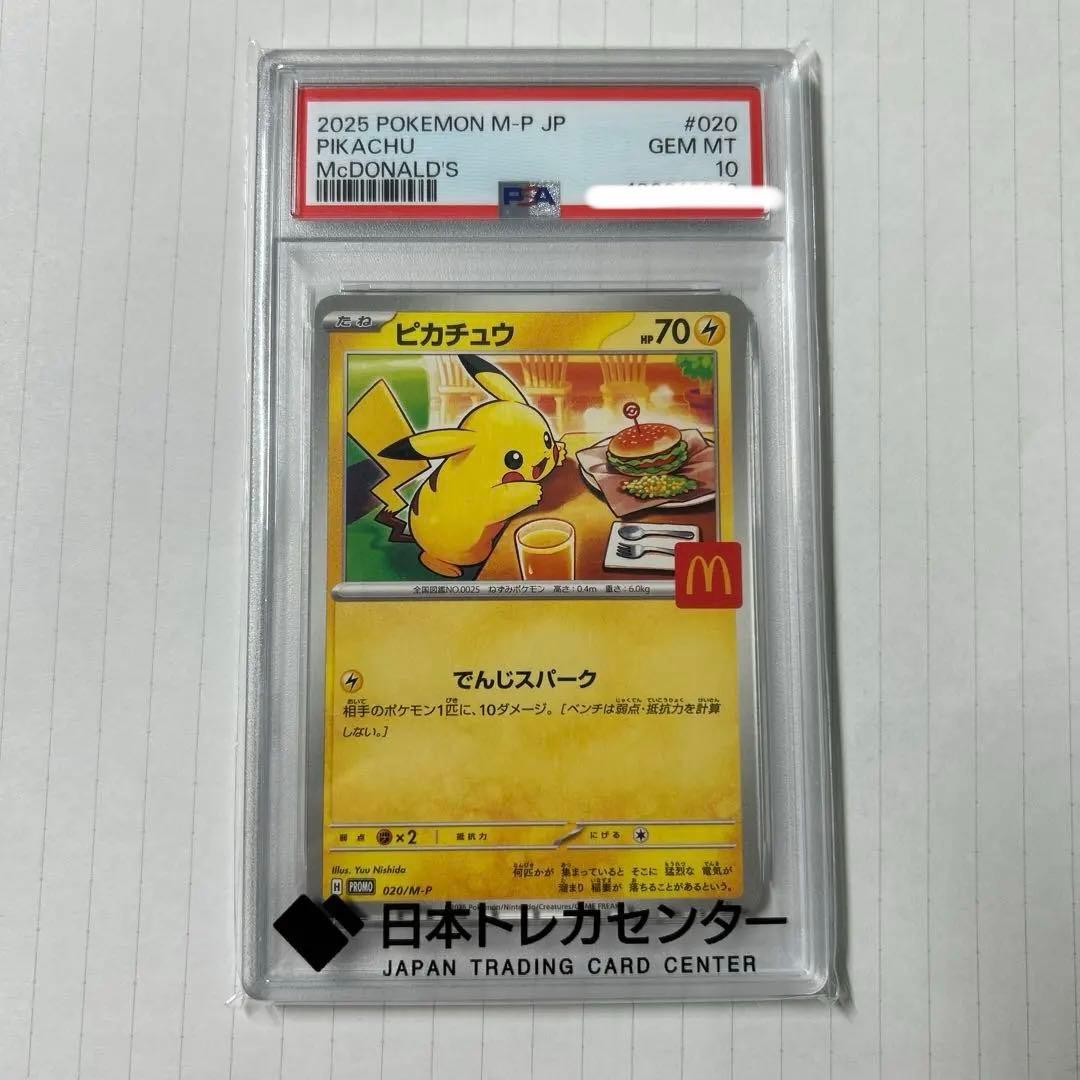 2025 POKEMON M-P JP #020
PIKACHU GEM MT
McDONALD'S 10
PSA
たね ピカチュウ HP70
全国図鑑NO.0025 ねずみポケモン 高さ:0.4m 重さ:6.0kg
でんじスパーク
相手のポケモン1匹に、10ダメージ。[ベンチは弱点・抵抗力を計算
しない。]
弱点 ×2 抵抗力 にげる
Illus. Yuu Nishida
何匹かが 集まっていると そこに 猛烈な 電気が
溜まり 稲妻が 落ちることがあるという。
H PROMO 020/M-P
Pokémon/Nintendo/Creatures/GAME FREAK
日本トレカセンター
JAPAN TRADING CARD CENTER